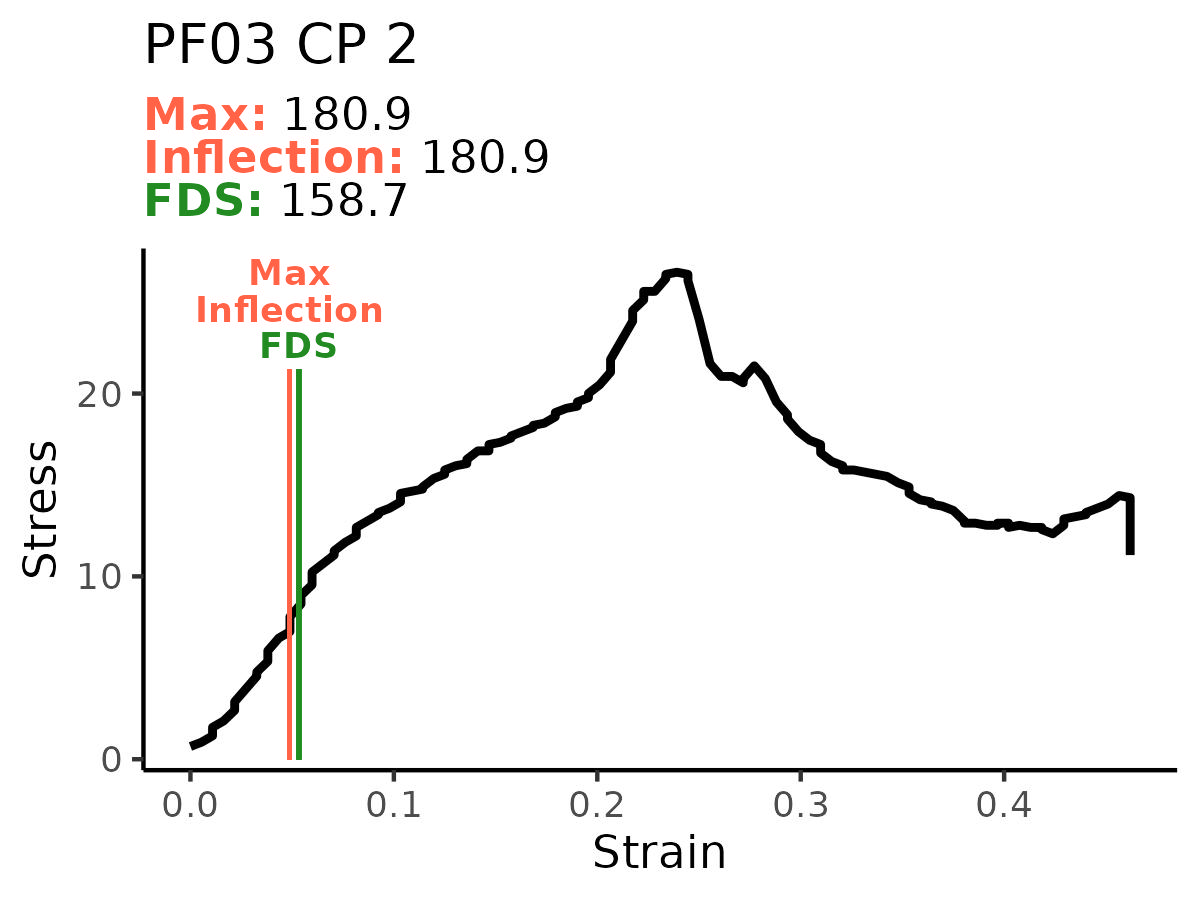 PF03 CP 2
Max: 180.9
Inflection: 180.9
FDS: 158.7
Max
Inflection
FDS
20
10
0
Stress
0.0 0.1 0.2 0.3 0.4
Strain